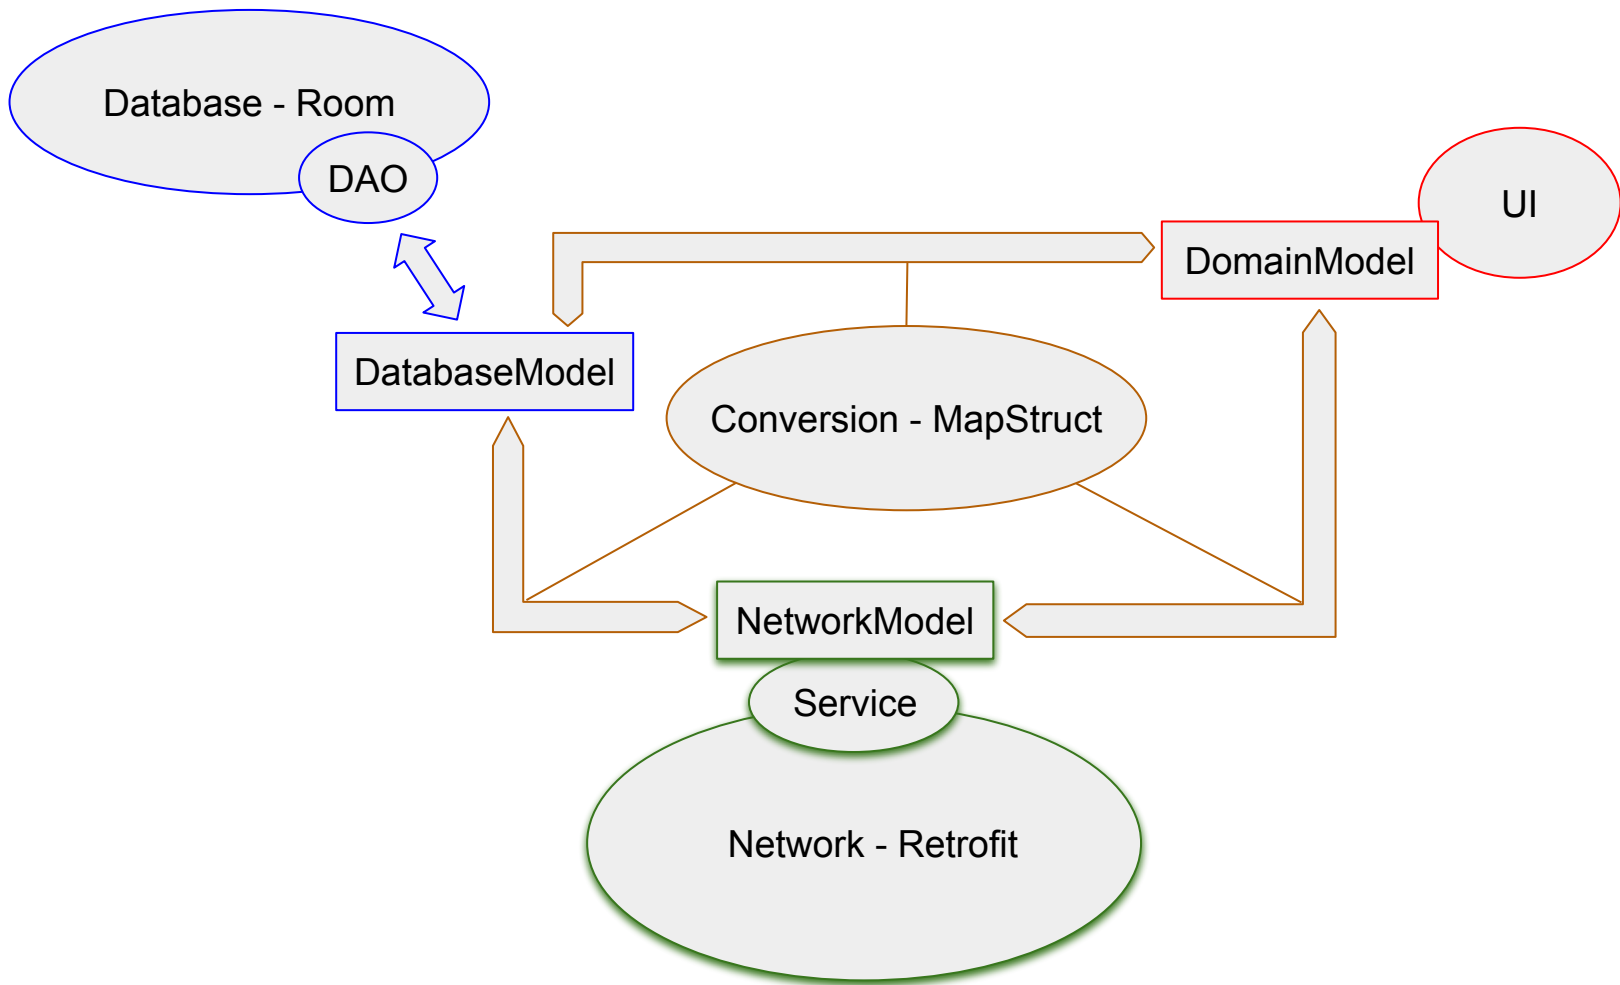 Database - Room
DAO
UI
DomainModel
DatabaseModel
Conversion - MapStruct
NetworkModel
Service
Network - Retrofit